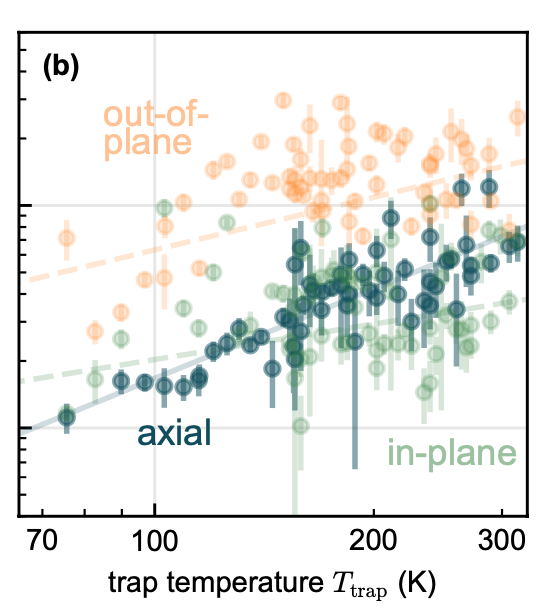 (b)
out-of-
plane
axial
in-plane
70 100 200 300
trap temperature T_trap (K)